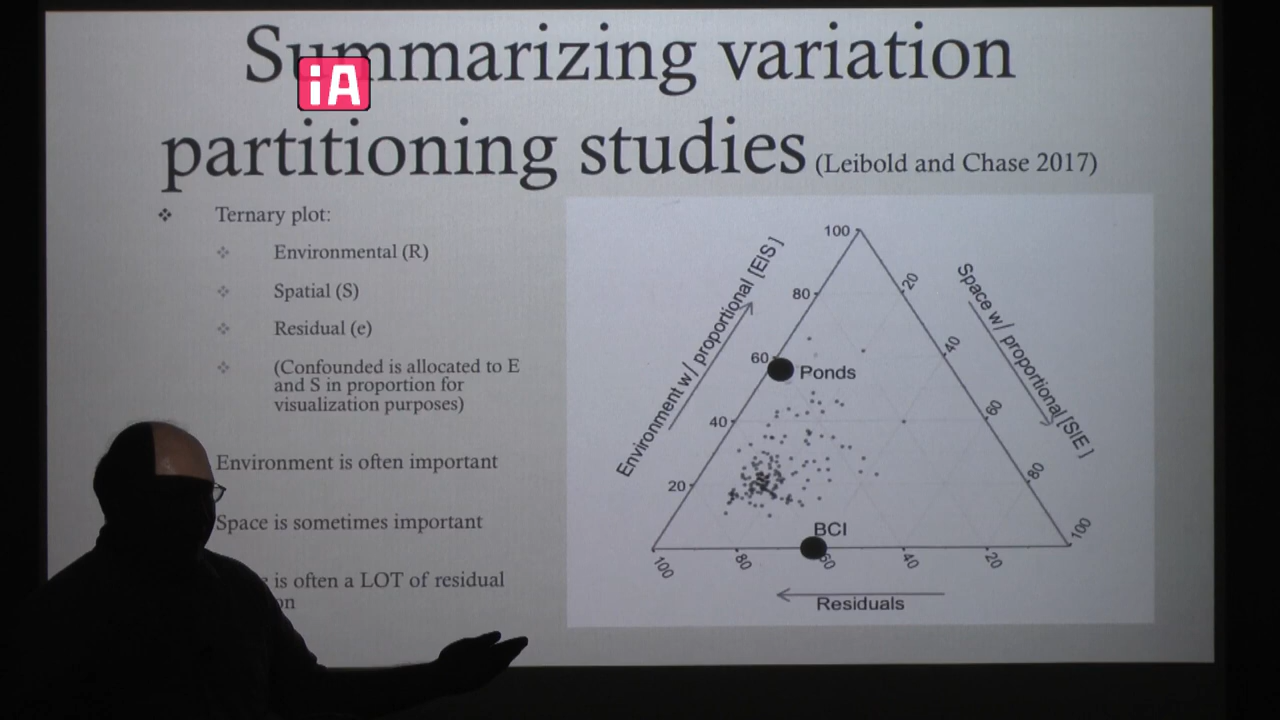 Summarizing variation
iA
partitioning studies (Leibold and Chase 2017)
Ternary plot:
Environmental (R)
Spatial (S)
Residual (e)
(Confounded is allocated to E
and S in proportion for
visualization purposes)
Environment is often important
Space is sometimes important
is often a LOT of residual
100
80
60
40
20
Environment w/ proportional [EIS]
20
40
60
80
100
Space w/ proportional [SIE]
Ponds
BCI
100
80
60
40
20
Residuals